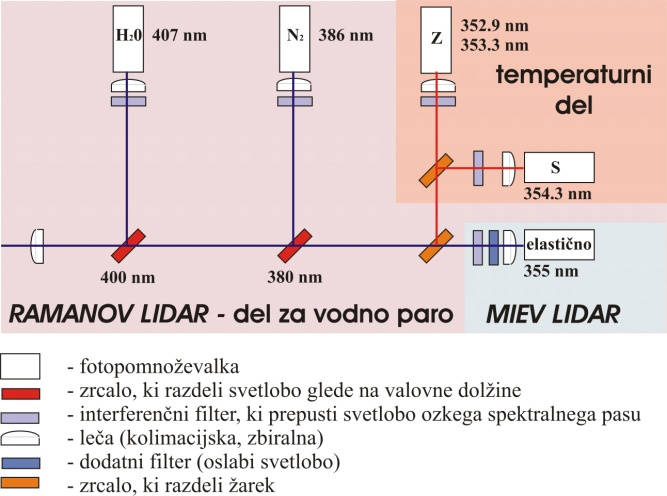 H20 407 nm
N2 386 nm
Z
352.9 nm
353.3 nm
temperaturni
del
S
354.3 nm
400 nm
380 nm
elastično
355 nm
RAMANOV LIDAR - del za vodno paro
MIEV LIDAR
- fotopomnoževalka
- zrcalo, ki razdeli svetlobo glede na valovne dolžine
- interferenčni filter, ki prepusti svetlobo ozkega spektralnega pasu
- leča (kolimacijska, zbiralna)
- dodatni filter (oslabi svetlobo)
- zrcalo, ki razdeli žarek